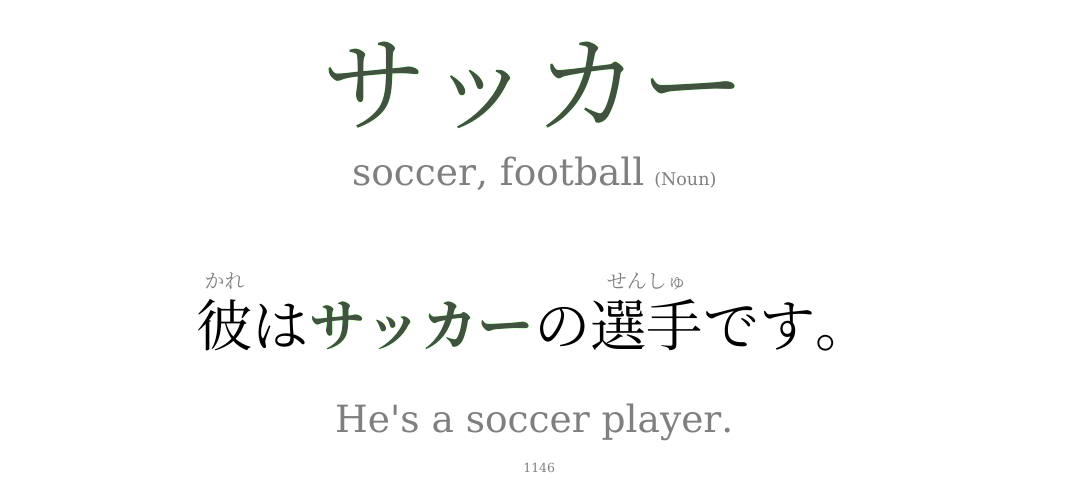 サッカー
soccer, football (Noun)
かれ せんしゅ
彼はサッカーの選手です。
He's a soccer player.
1146